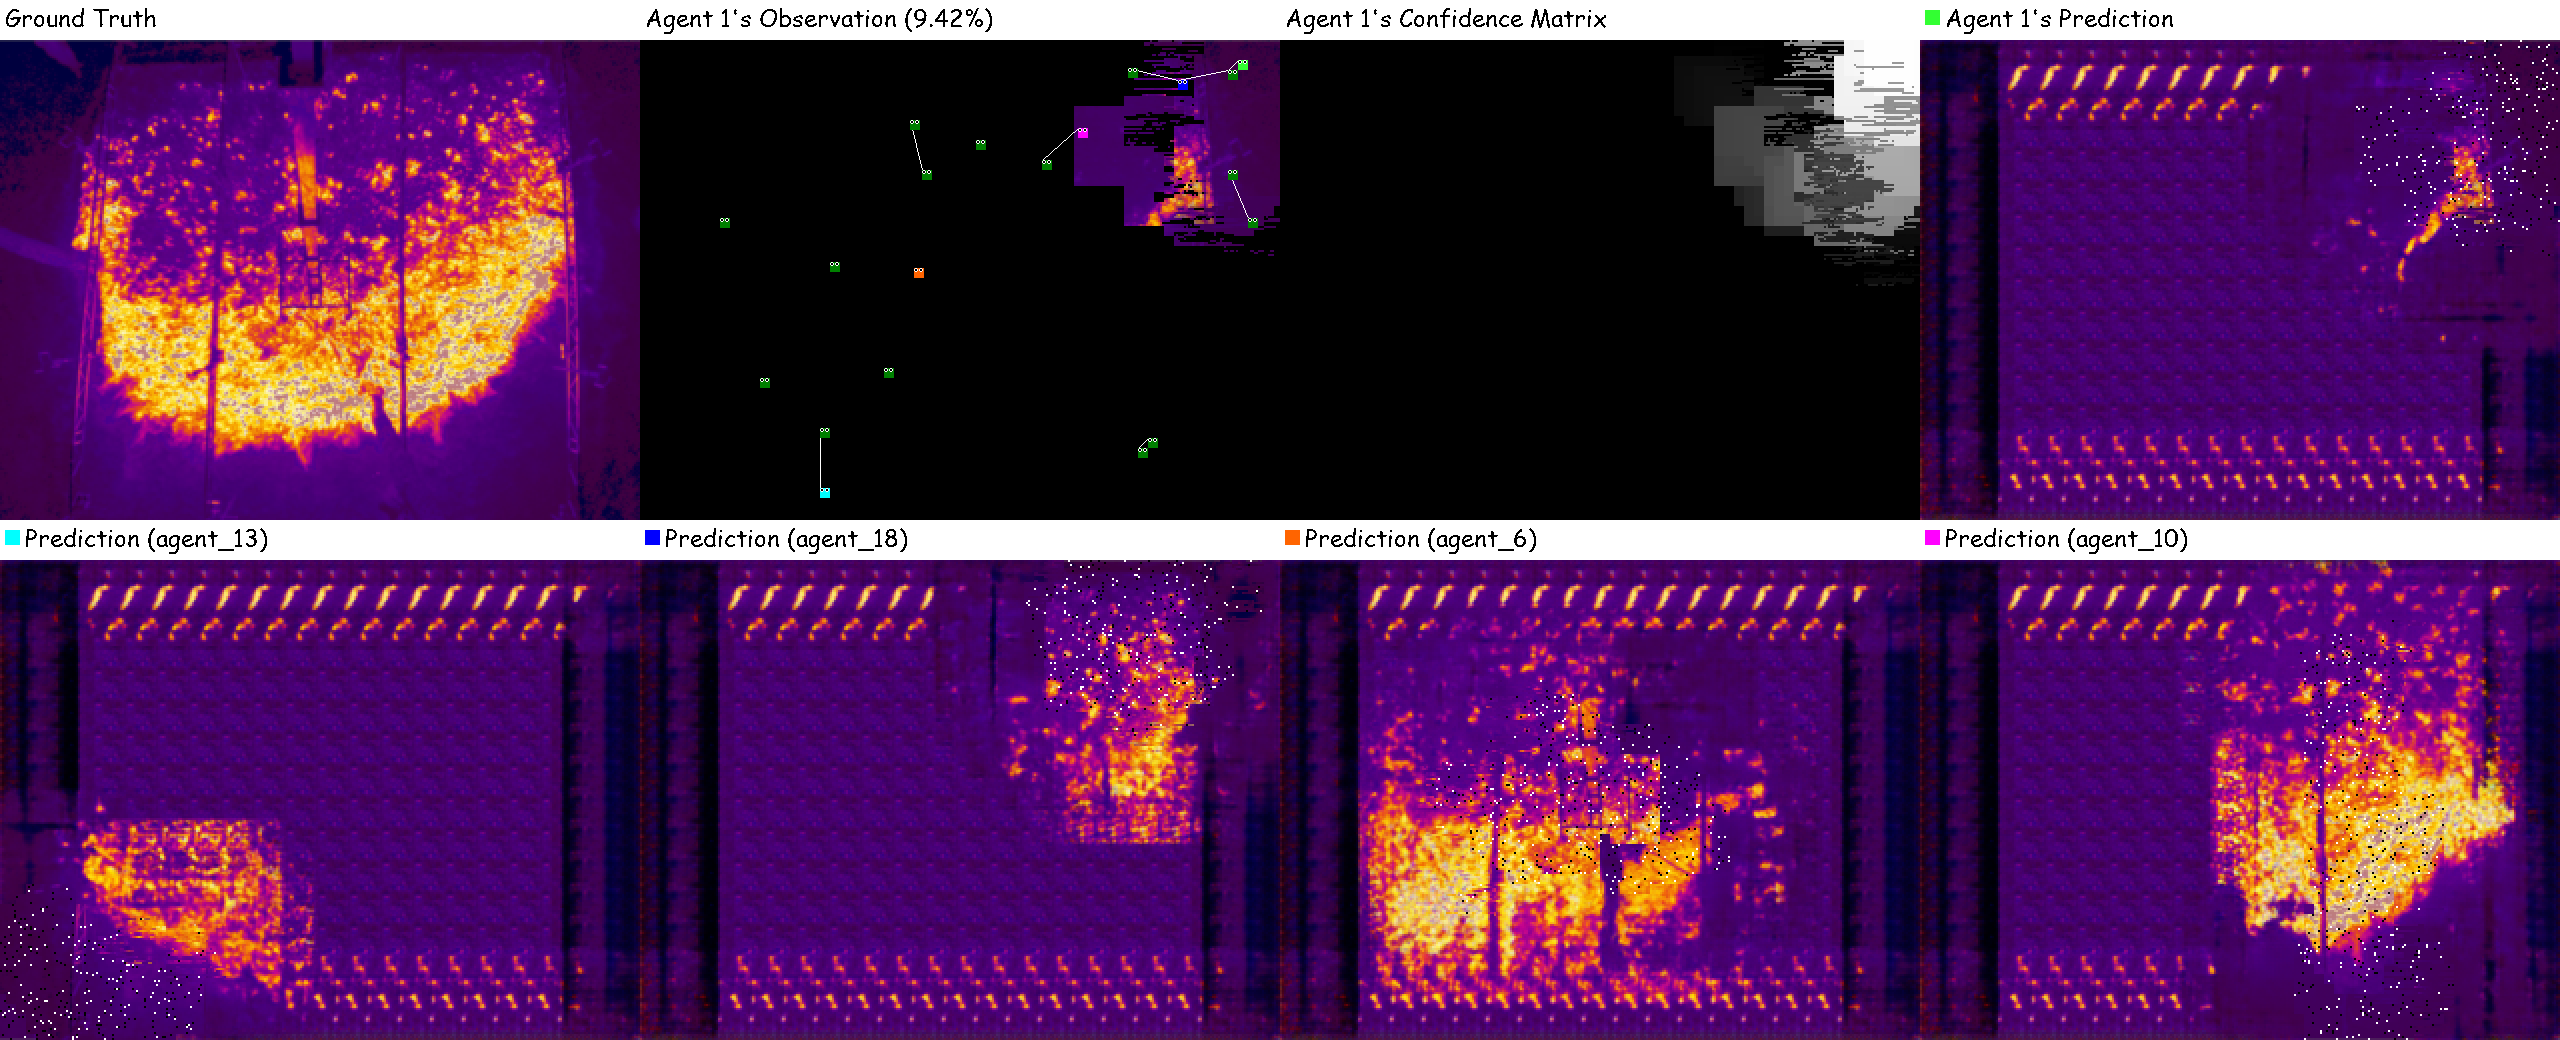 Ground Truth
Agent 1's Observation (9.42%)
Agent 1's Confidence Matrix
Agent 1's Prediction
Prediction (agent_13)
Prediction (agent_18)
Prediction (agent_6)
Prediction (agent_10)